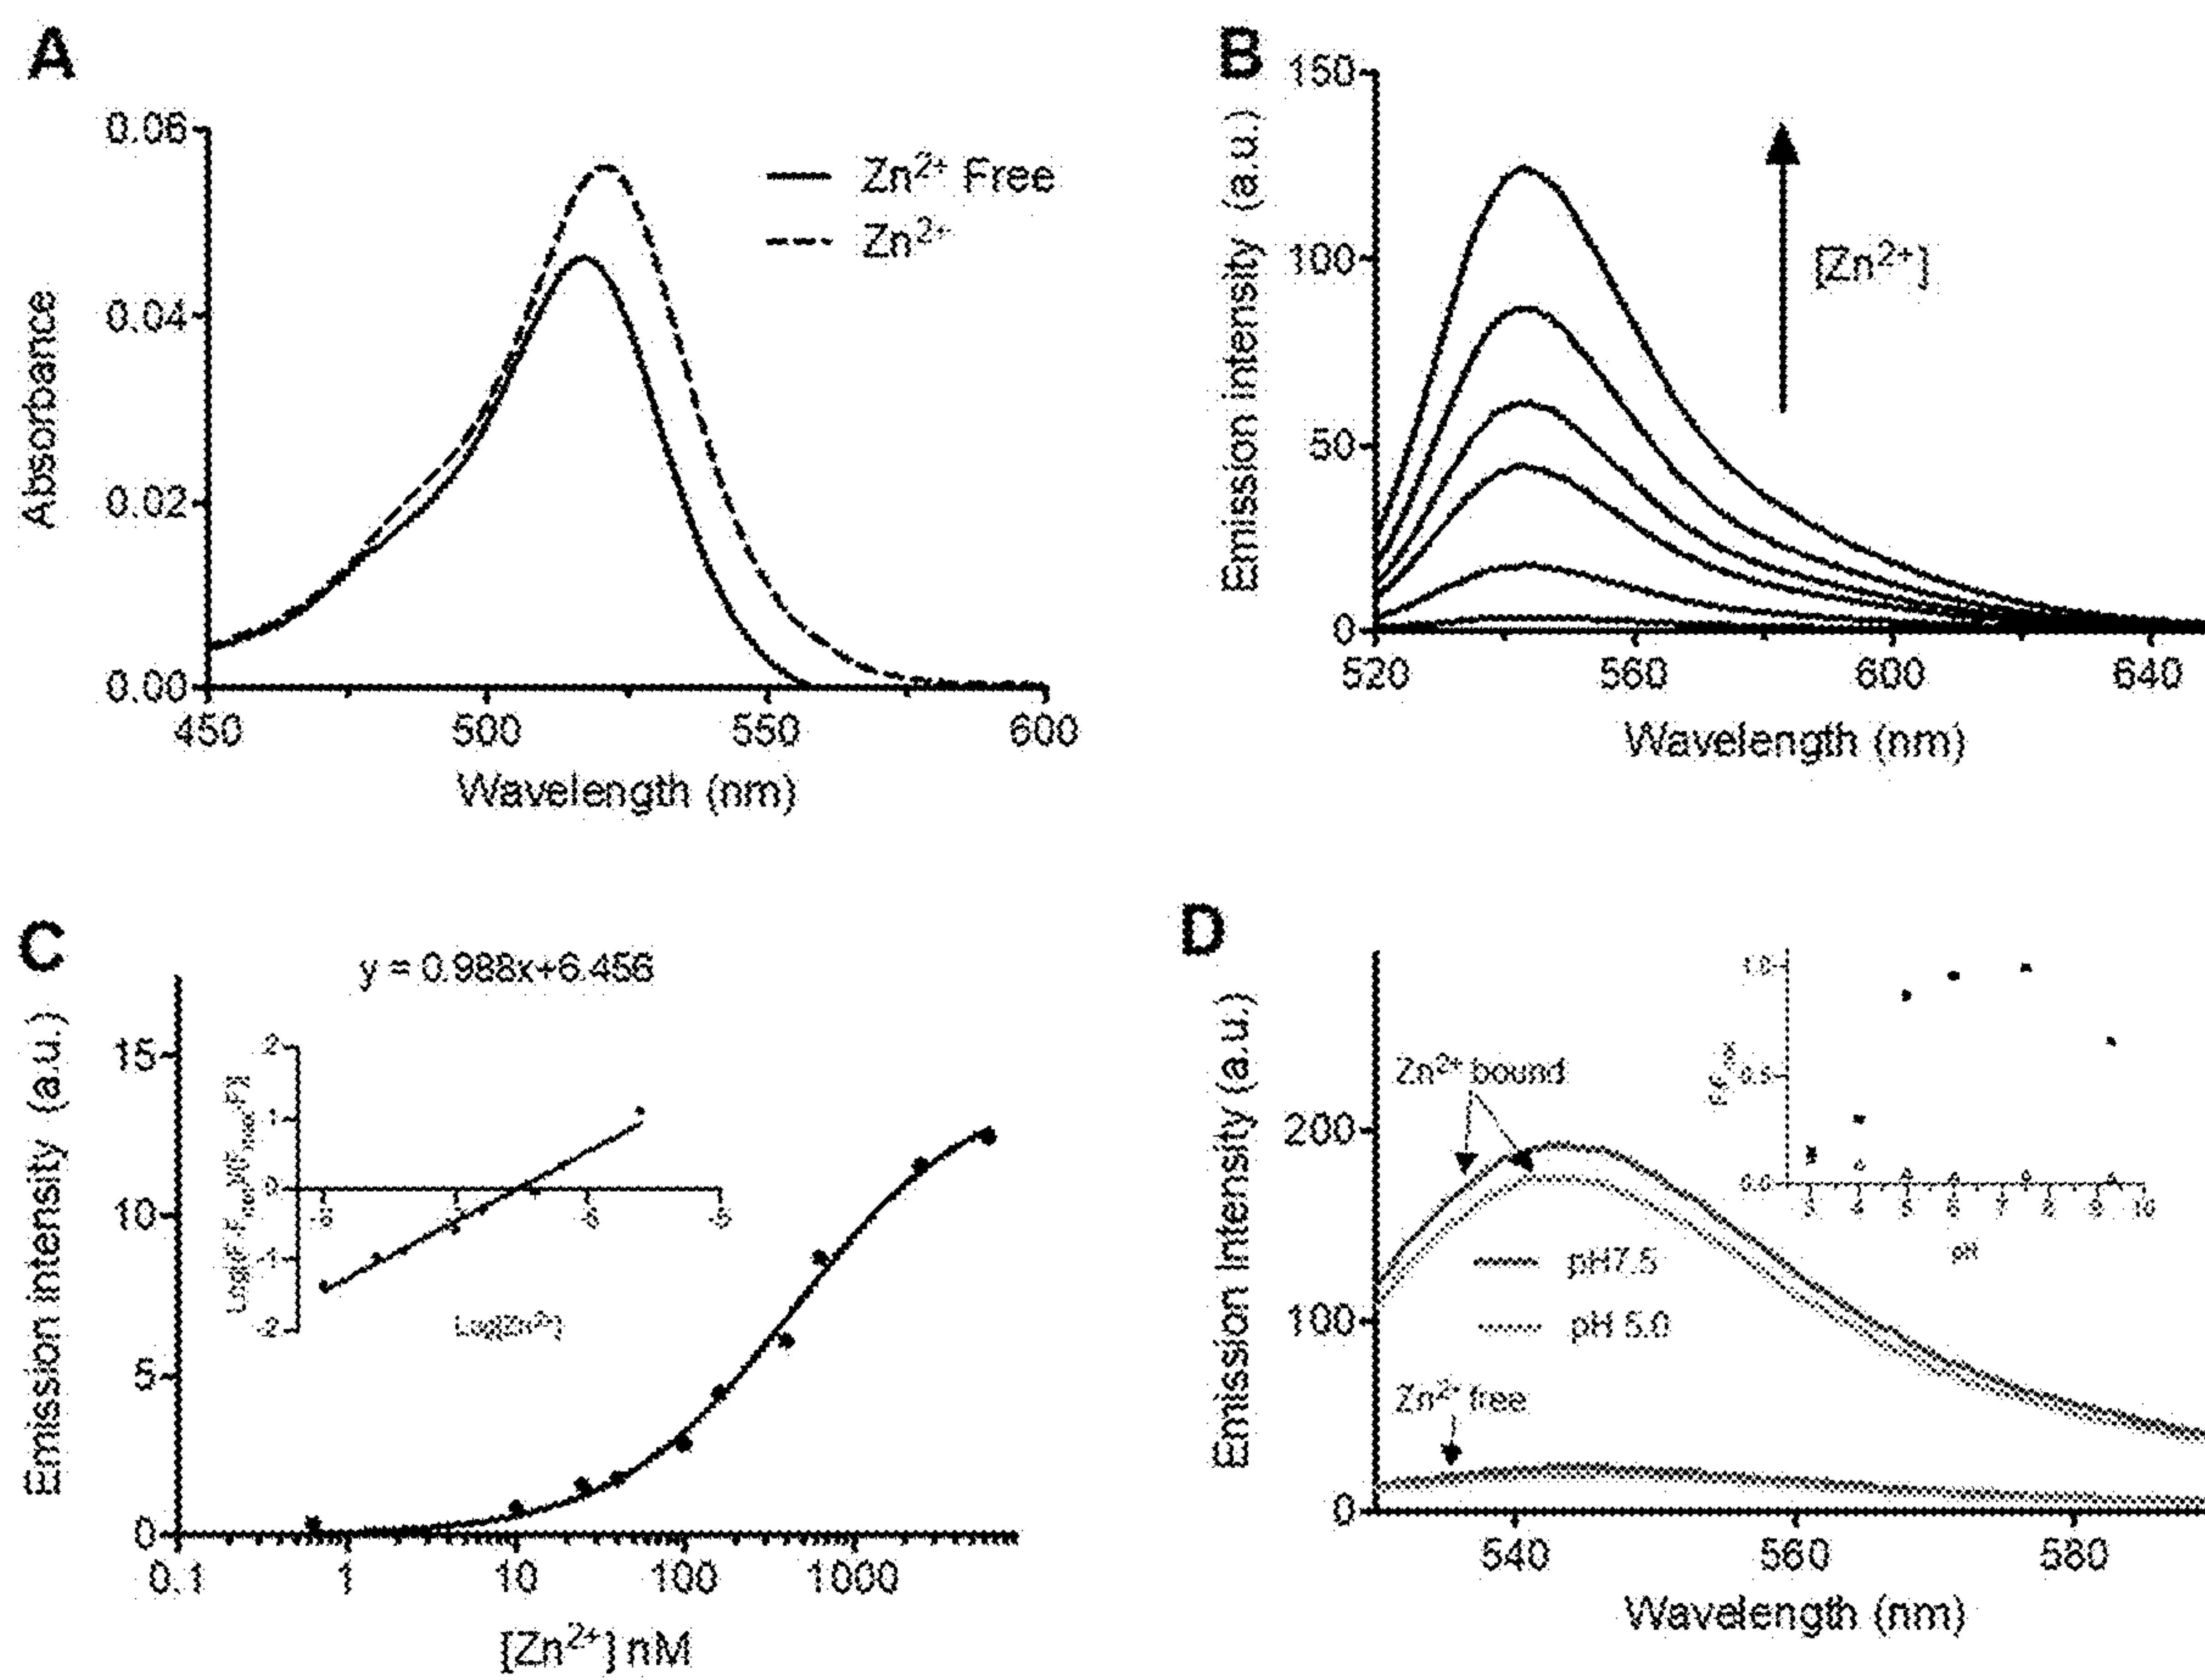 A
0.06
0.04
0.02
0.00
Absorbance
Zn2+ Free
Zn2+
450 500 550 600
Wavelength (nm)
B
150
100
50
0
Emission intensity (a.u.)
[Zn2+]
520 560 600 640
Wavelength (nm)
C
y = 0.988x+6.456
15
10
5
0
Emission intensity (a.u.)
2
1
0
-1
-2
Log[Zn2+]
0.1 1 10 100 1000
[Zn2+] nM
D
200
100
0
Emission Intensity (a.u.)
Zn2+ bound
pH7.5
pH 5.0
Zn2+ free
1.0
0.5
0.0
3 4 5 6 7 8 9 10
pH
540 560 580
Wavelength (nm)